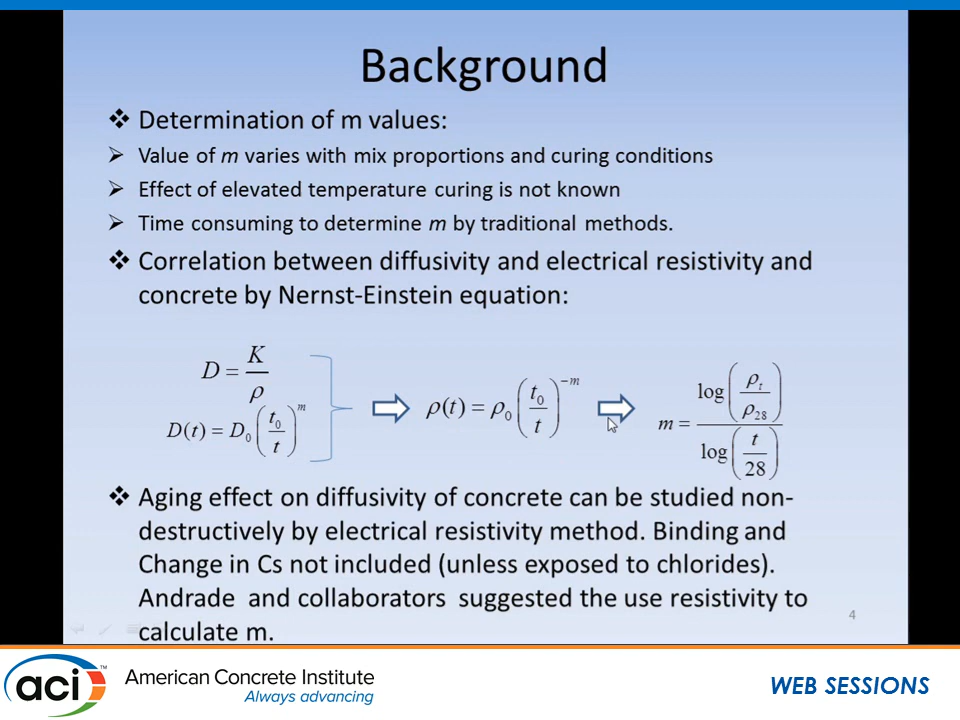 Background
❖ Determination of m values:
➢ Value of m varies with mix proportions and curing conditions
➢ Effect of elevated temperature curing is not known
➢ Time consuming to determine m by traditional methods.
❖ Correlation between diffusivity and electrical resistivity and
concrete by Nernst-Einstein equation:
D = K/ρ
D(t) = D₀ (t₀/t)^m
ρ(t) = ρ₀ (t₀/t)^−m
m = log(ρₜ/ρ₂₈) / log(t/28)
❖ Aging effect on diffusivity of concrete can be studied non-
destructively by electrical resistivity method. Binding and
Change in Cs not included (unless exposed to chlorides).
Andrade and collaborators suggested the use resistivity to
calculate m.
4
aci™ American Concrete Institute
Always advancing
WEB SESSIONS